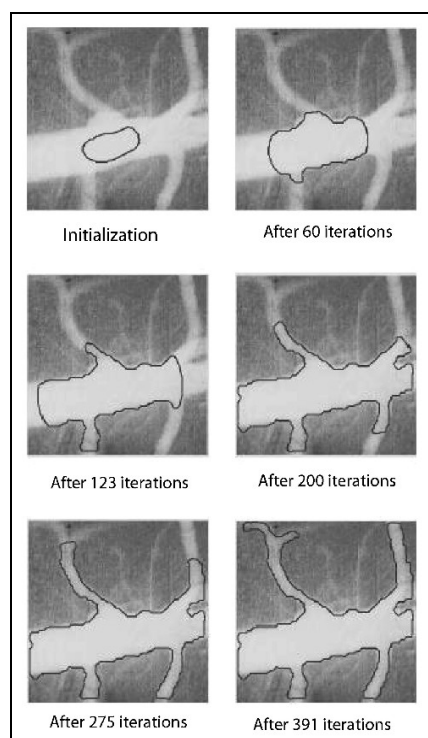 Initialization
After 60 iterations
After 123 iterations
After 200 iterations
After 275 iterations
After 391 iterations